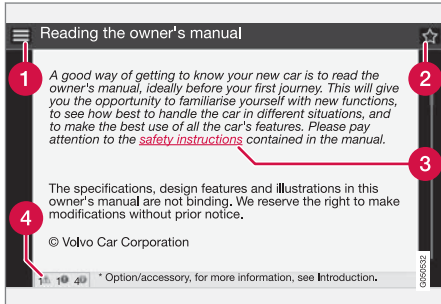 Reading the owner's manual
1
2
A good way of getting to know your new car is to read the
owner's manual, ideally before your first journey. This will give
you the opportunity to familiarise yourself with new functions,
to see how best to handle the car in different situations, and
to make the best use of all the car's features. Please pay
attention to the safety instructions contained in the manual.
3
The specifications, design features and illustrations in this
owner's manual are not binding. We reserve the right to make
modifications without prior notice.
4
© Volvo Car Corporation
1 1 4 * Option/accessory, for more information, see Introduction.
G050532